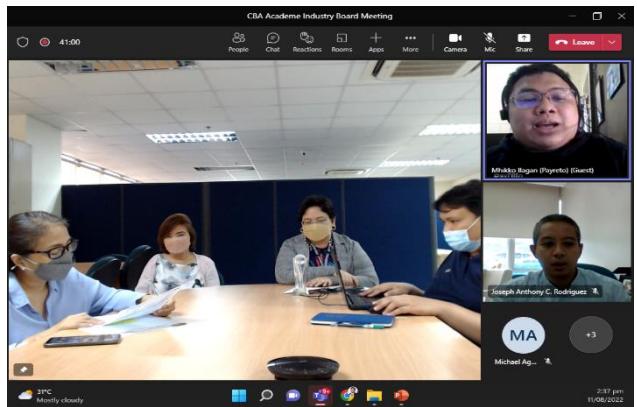 CBA Academe Industry Board Meeting
41:00
People Chat Reactions Rooms Apps More Camera Mic Share Leave
Mhikko Ilagan (Payreto) (Guest)
Joseph Anthony C. Rodriguez
MA
+3
Michael Ag...
31°C
Mostly cloudy
2:37 pm
11/08/2022